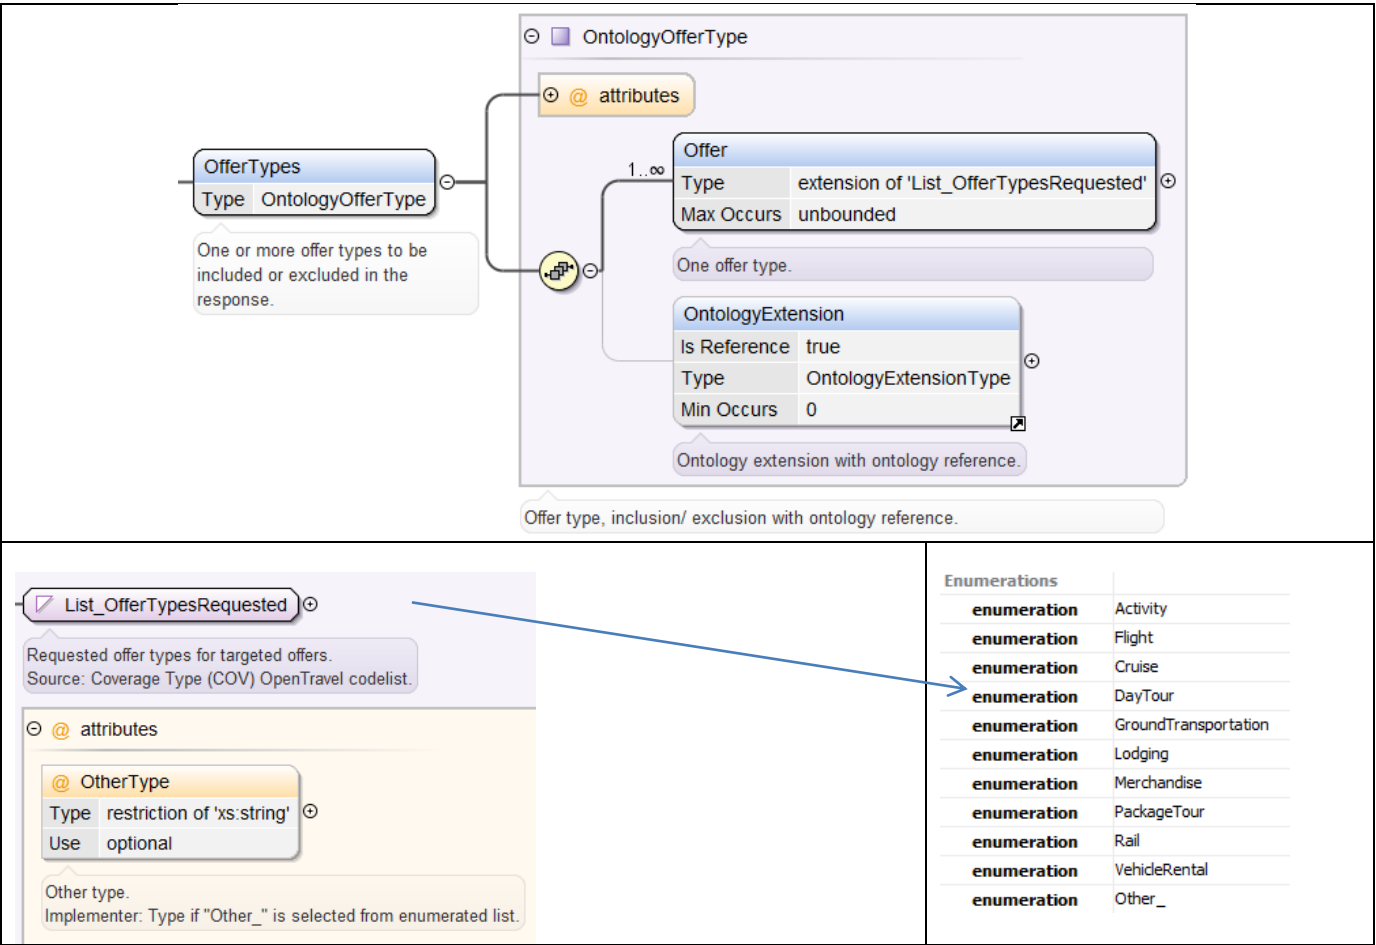 OntologyOfferType
@ attributes
OfferTypes
Type OntologyOfferType
One or more offer types to be
included or excluded in the
response.
1..∞
Offer
Type extension of 'List_OfferTypesRequested'
Max Occurs unbounded
One offer type.
OntologyExtension
Is Reference true
Type OntologyExtensionType
Min Occurs 0
Ontology extension with ontology reference.
Offer type, inclusion/ exclusion with ontology reference.
List_OfferTypesRequested
Requested offer types for targeted offers.
Source: Coverage Type (COV) OpenTravel codelist.
@ attributes
@ OtherType
Type restriction of 'xs:string'
Use optional
Other type.
Implementer: Type if "Other_" is selected from enumerated list.
Enumerations
enumeration Activity
enumeration Flight
enumeration Cruise
enumeration DayTour
enumeration GroundTransportation
enumeration Lodging
enumeration Merchandise
enumeration PackageTour
enumeration Rail
enumeration VehicleRental
enumeration Other_